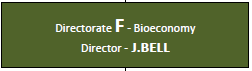 Directorate F - Bioeconomy
Director - J.BELL